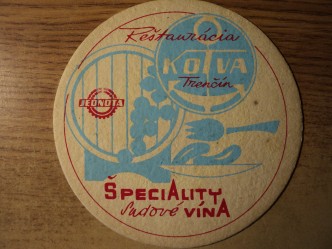 Reštaurácia
KOTVA
Trenčín
JEDNOTA
ŠPECIALITY
Sudové VÍNA